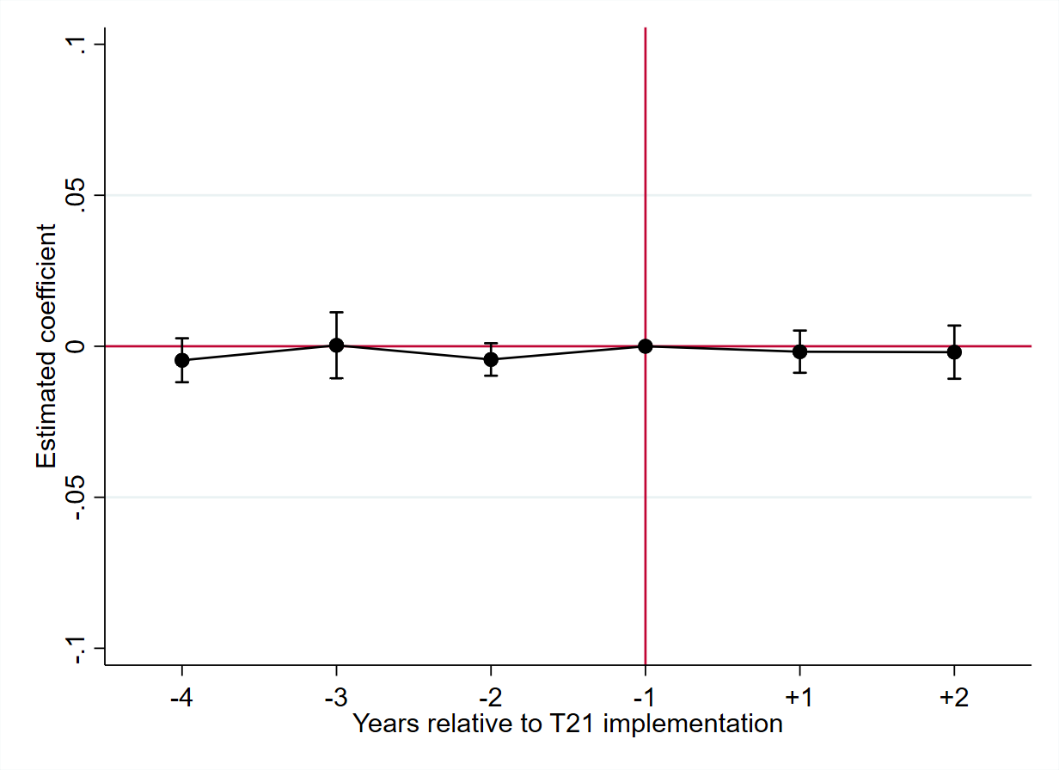 .1
.05
0
-.05
-.1
Estimated coefficient
-4 -3 -2 -1 +1 +2
Years relative to T21 implementation